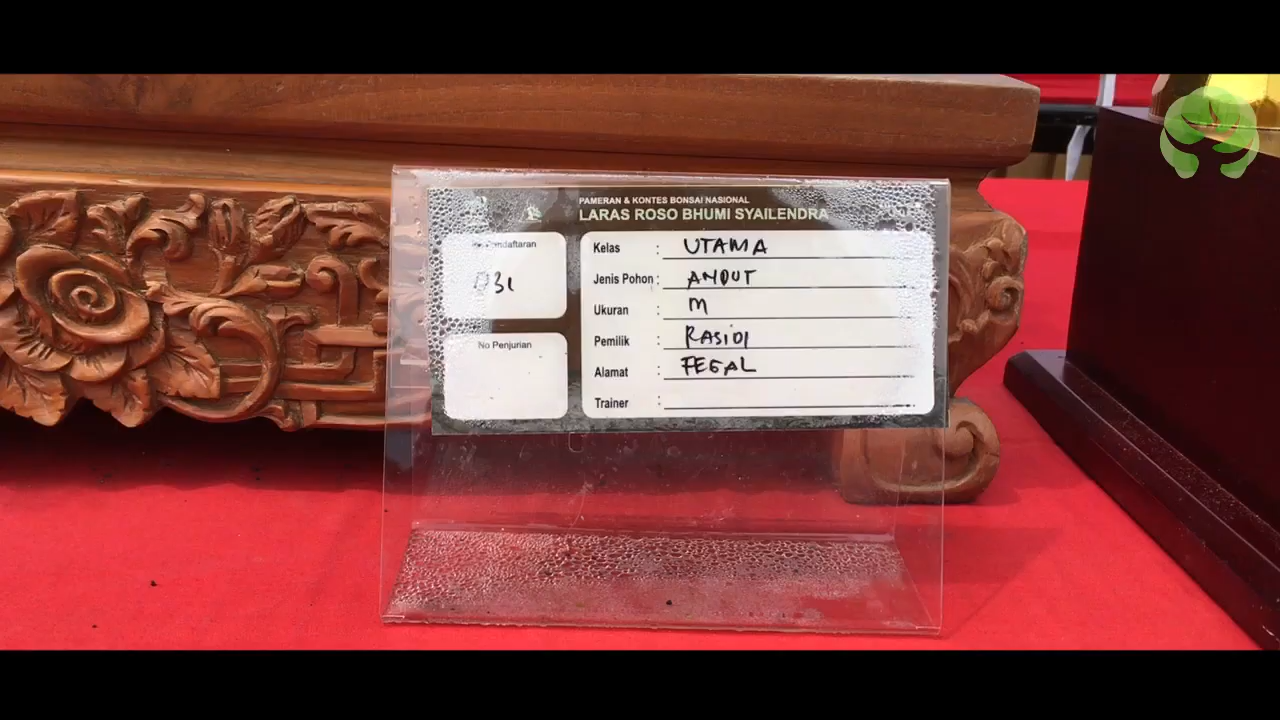 PAMERAN & KONTES BONSAI NASIONAL
LARAS ROSO BHUMI SYAILENDRA
Kelas : UTAMA
Jenis Pohon : ANDUT
Ukuran : M
Pemilik : RASIDI
Alamat : TEGAL
Trainer :
No Penjurian